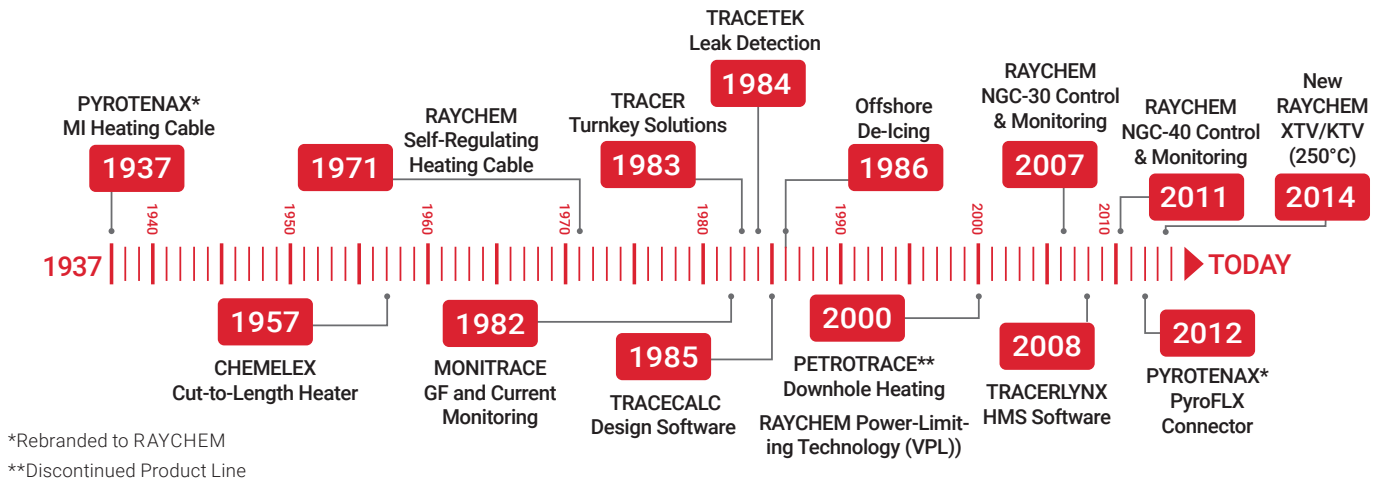 PYROTENAX*
MI Heating Cable
1937
1971
RAYCHEM
Self-Regulating
Heating Cable
TRACER
Turnkey Solutions
1983
TRACETEK
Leak Detection
1984
Offshore
De-Icing
1986
RAYCHEM
NGC-30 Control
& Monitoring
2007
RAYCHEM
NGC-40 Control
& Monitoring
2011
New
RAYCHEM
XTV/KTV
(250°C)
2014
1940
1950
1960
1970
1980
1990
2000
2010
1937
TODAY
1957
CHEMELEX
Cut-to-Length Heater
1982
MONITRACE
GF and Current
Monitoring
1985
TRACECALC
Design Software
2000
PETROTRACE**
Downhole Heating
RAYCHEM Power-Limit-
ing Technology (VPL))
2008
TRACERLYNX
HMS Software
2012
PYROTENAX*
PyroFLX
Connector
*Rebranded to RAYCHEM
**Discontinued Product Line